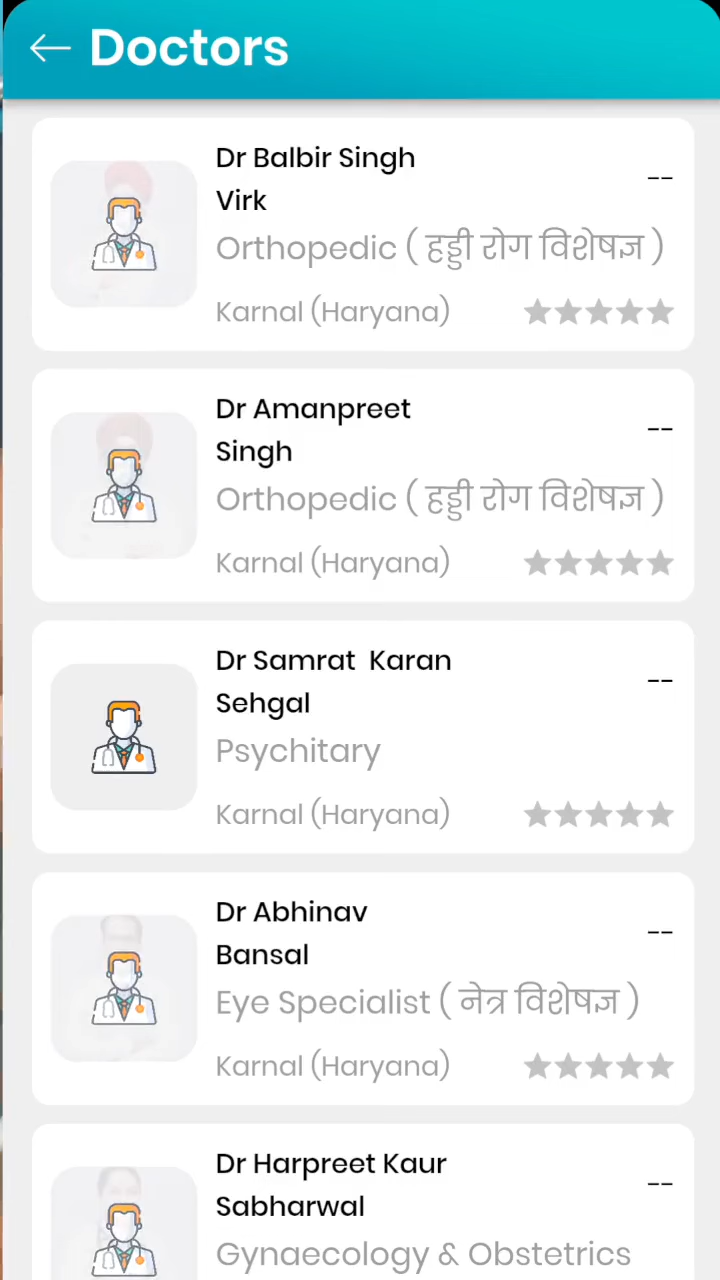 Doctors
Dr Balbir Singh
Virk
--
Orthopedic ( हड्डी रोग विशेषज्ञ )
Karnal (Haryana)
Dr Amanpreet
Singh
--
Orthopedic ( हड्डी रोग विशेषज्ञ )
Karnal (Haryana)
Dr Samrat  Karan
Sehgal
--
Psychitary
Karnal (Haryana)
Dr Abhinav
Bansal
--
Eye Specialist ( नेत्र विशेषज्ञ )
Karnal (Haryana)
Dr Harpreet Kaur
Sabharwal
--
Gynaecology & Obstetrics